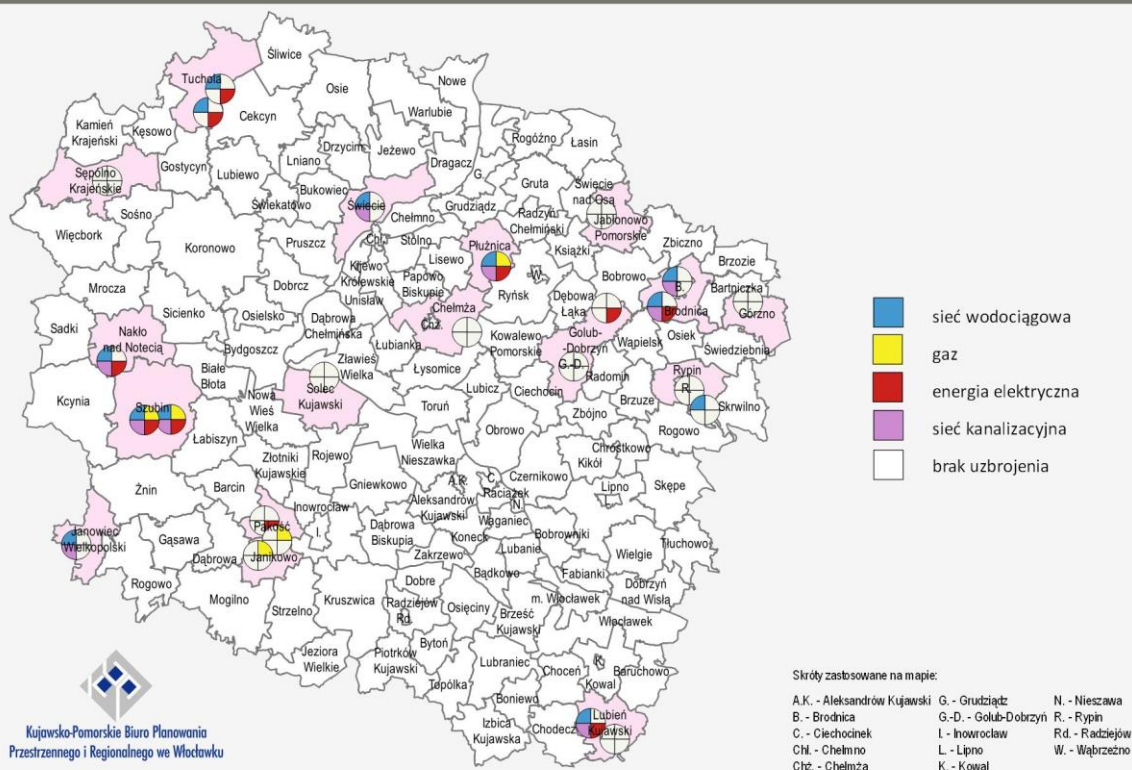 Śliwice
Tuchola
Osie
Nowe
Warlubie
Cekcyn
Kamień
Krajeński
Kęsowo
Rogóźno
Łasin
Drzycim
Jeżewo
Lniano
Gostycyn
Lubiewo
Dragacz
Sępólno
Krajeńskie
G.
Bukowiec
Gruta
Świecie
nad Osą
Świekatowo
Świecie
Grudziądz
Radzyń
Chełmiński
Jabłonowo
Pomorskie
Sośno
Chełmno
Więcbork
Koronowo
Pruszcz
Chł.
Stolno
Płużnica
Książki
Zbiczno
Lisewo
Brzozie
Kijewo
Królewskie
Papowo
Biskupie
W.
Bobrowo
B.
Bartniczka
Mrocza
Dobrcz
Unisław
Ryńsk
Dębowa
Łąka
Brodnica
Górzno
Sicienko
Osielsko
Dąbrowa
Chełmińska
Chełmża
Chż.
Sadki
Nakło
nad Notecią
Łubianka
Kowalewo
Pomorskie
Golub-
-Dobrzyń
Wąpielsk
Osiek
Świedziebnia
Bydgoszcz
Białe
Błota
Zławieś
Wielka
Łysomice
G.-D.
Radomin
Rypin
R.
Solec
Kujawski
Lubicz
Ciechocin
Skrwilno
Kcynia
Szubin
Nowa
Wieś
Wielka
Toruń
Zbójno
Brzuze
Rogowo
Łabiszyn
Obrowo
Wielka
Nieszawka
Chrostkowo
Złotniki
Kujawskie
Rojewo
Kikół
Czernikowo
Żnin
Barcin
Gniewkowo
A.K.
C.
Raciążek
Lipno
L.
Skępe
Inowrocław
Aleksandrów
Kujawski
N.
Pakość
I.
Waganiec
Janowiec
Wielkopolski
Gąsawa
Dąbrowa
Biskupia
Koneck
Bobrowniki
Janikowo
Dąbrowa
Zakrzewo
Lubanie
Wielgie
Tłuchowo
Rogowo
Bądkowo
Fabianki
Dobre
Dobrzyń
nad Wisłą
Mogilno
Strzelno
Kruszwica
Radziejów
Rd.
Osięciny
m. Włocławek
Brześć
Kujawski
Włocławek
Jeziora
Wielkie
Piotrków
Kujawski
Bytoń
Lubraniec
Choceń
K.
Kowal
Baruchowo
Topólka
Boniewo
Izbica
Kujawska
Chodecz
Lubień
Kujawski
sieć wodociągowa
gaz
energia elektryczna
sieć kanalizacyjna
brak uzbrojenia
Kujawsko-Pomorskie Biuro Planowania
Przestrzennego i Regionalnego we Włocławku
Skróty zastosowane na mapie:
A.K. - Aleksandrów Kujawski
B. - Brodnica
C. - Ciechocinek
Chł. - Chełmno
Chż. - Chełmża
G. - Grudziądz
G.-D. - Golub-Dobrzyń
I. - Inowrocław
L. - Lipno
K. - Kowal
N. - Nieszawa
R. - Rypin
Rd. - Radziejów
W. - Wąbrzeźno